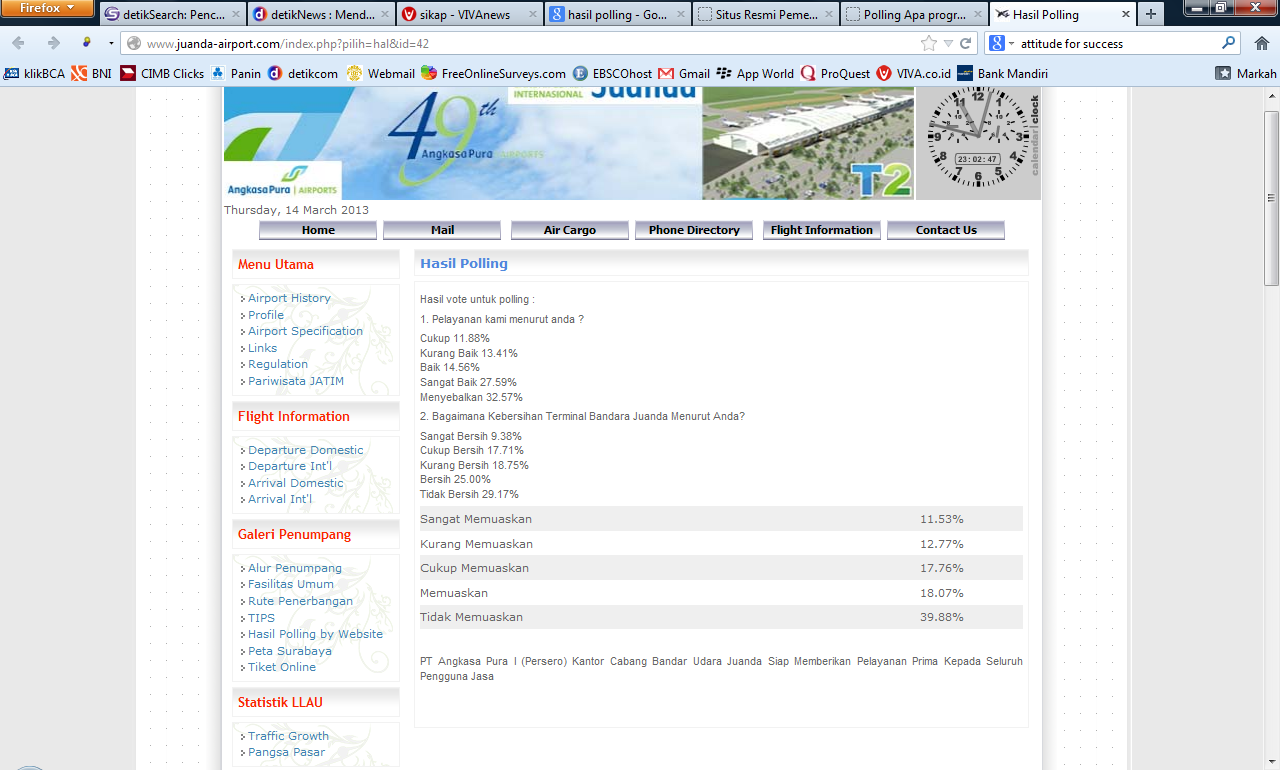 Firefox
detikSearch: Penc...
detikNews : Mend...
sikap - VIVAnews
hasil polling - Go...
Situs Resmi Peme...
Polling Apa progr...
Hasil Polling
www.juanda-airport.com/index.php?pilih=hal&id=42
attitude for success
klikBCA
BNI
CIMB Clicks
Panin
detikcom
Webmail
FreeOnlineSurveys.com
EBSCOhost
Gmail
App World
ProQuest
VIVA.co.id
Bank Mandiri
Markah
INTERNASIONAL Juanda
49th
AngkasaPura AIRPORTS
AngkasaPura | AIRPORTS
T2
23:02:47
calendar|clock
Thursday, 14 March 2013
Home
Mail
Air Cargo
Phone Directory
Flight Information
Contact Us
Menu Utama
Airport History
Profile
Airport Specification
Links
Regulation
Pariwisata JATIM
Flight Information
Departure Domestic
Departure Int'l
Arrival Domestic
Arrival Int'l
Galeri Penumpang
Alur Penumpang
Fasilitas Umum
Rute Penerbangan
TIPS
Hasil Polling by Website
Peta Surabaya
Tiket Online
Statistik LLAU
Traffic Growth
Pangsa Pasar
Hasil Polling
Hasil vote untuk polling :
1. Pelayanan kami menurut anda ?
Cukup 11.88%
Kurang Baik 13.41%
Baik 14.56%
Sangat Baik 27.59%
Menyebalkan 32.57%
2. Bagaimana Kebersihan Terminal Bandara Juanda Menurut Anda?
Sangat Bersih 9.38%
Cukup Bersih 17.71%
Kurang Bersih 18.75%
Bersih 25.00%
Tidak Bersih 29.17%
Sangat Memuaskan 11.53%
Kurang Memuaskan 12.77%
Cukup Memuaskan 17.76%
Memuaskan 18.07%
Tidak Memuaskan 39.88%
PT Angkasa Pura I (Persero) Kantor Cabang Bandar Udara Juanda Siap Memberikan Pelayanan Prima Kepada Seluruh
Pengguna Jasa